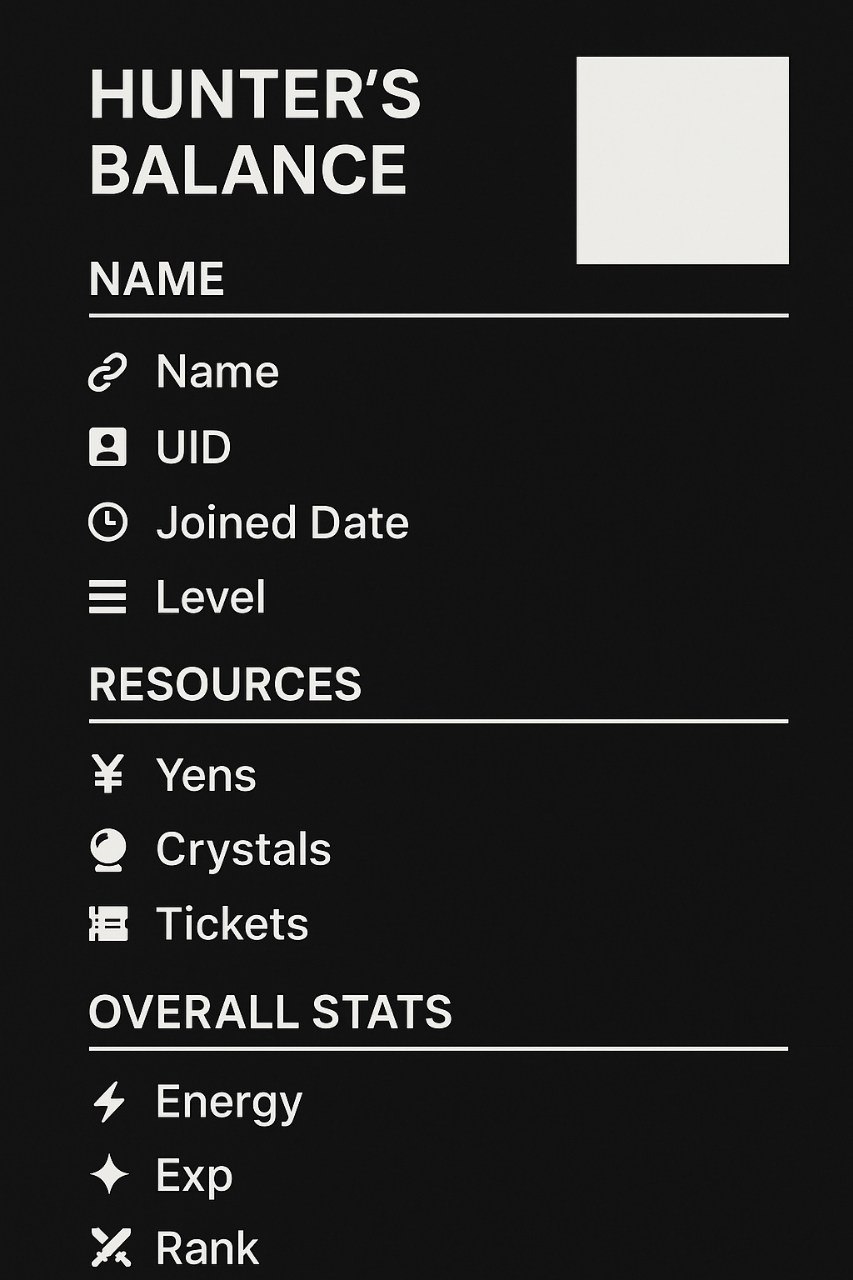 HUNTER’S
BALANCE
NAME
Name
UID
Joined Date
Level
RESOURCES
¥ Yens
Crystals
Tickets
OVERALL STATS
Energy
Exp
Rank